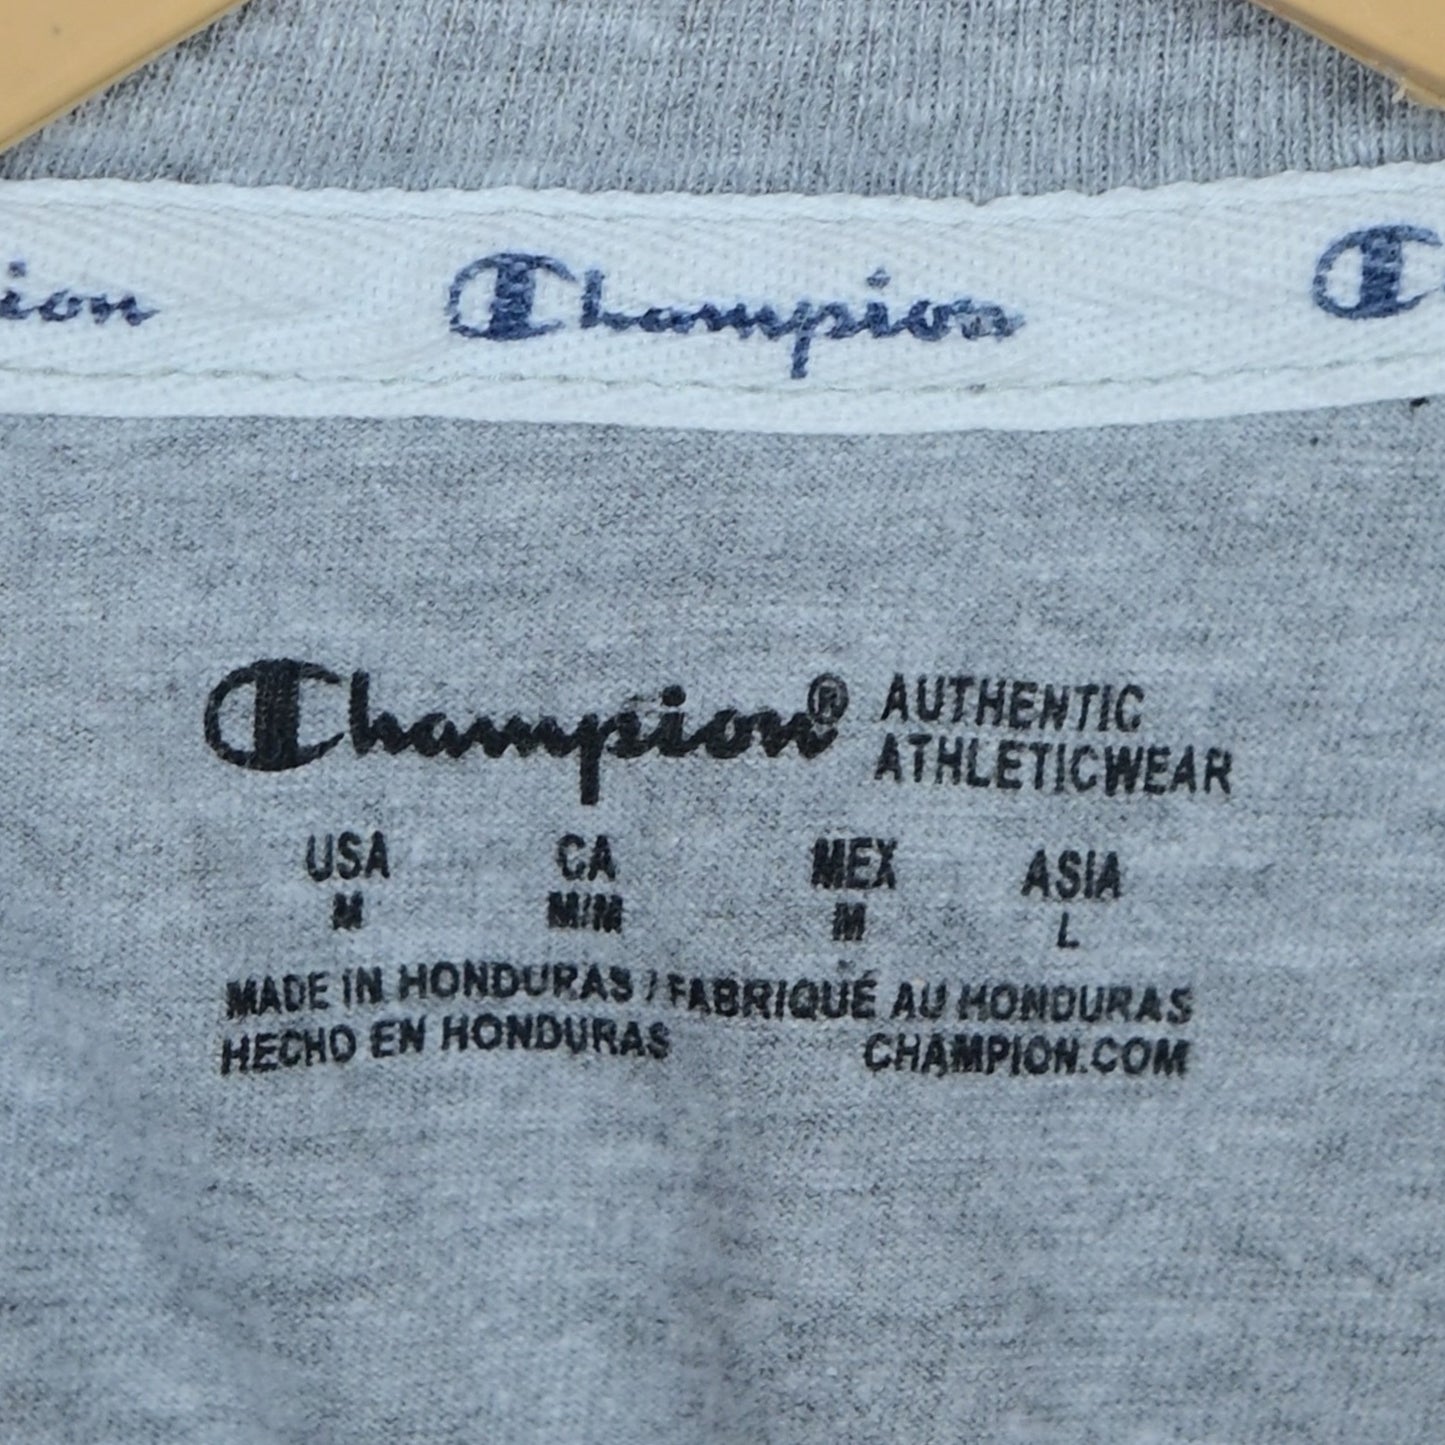 ion Champion C
Champion® AUTHENTIC
ATHLETICWEAR
USA CA MEX ASIA
M M/M M L
MADE IN HONDURAS / FABRIQUÉ AU HONDURAS
HECHO EN HONDURAS CHAMPION.COM